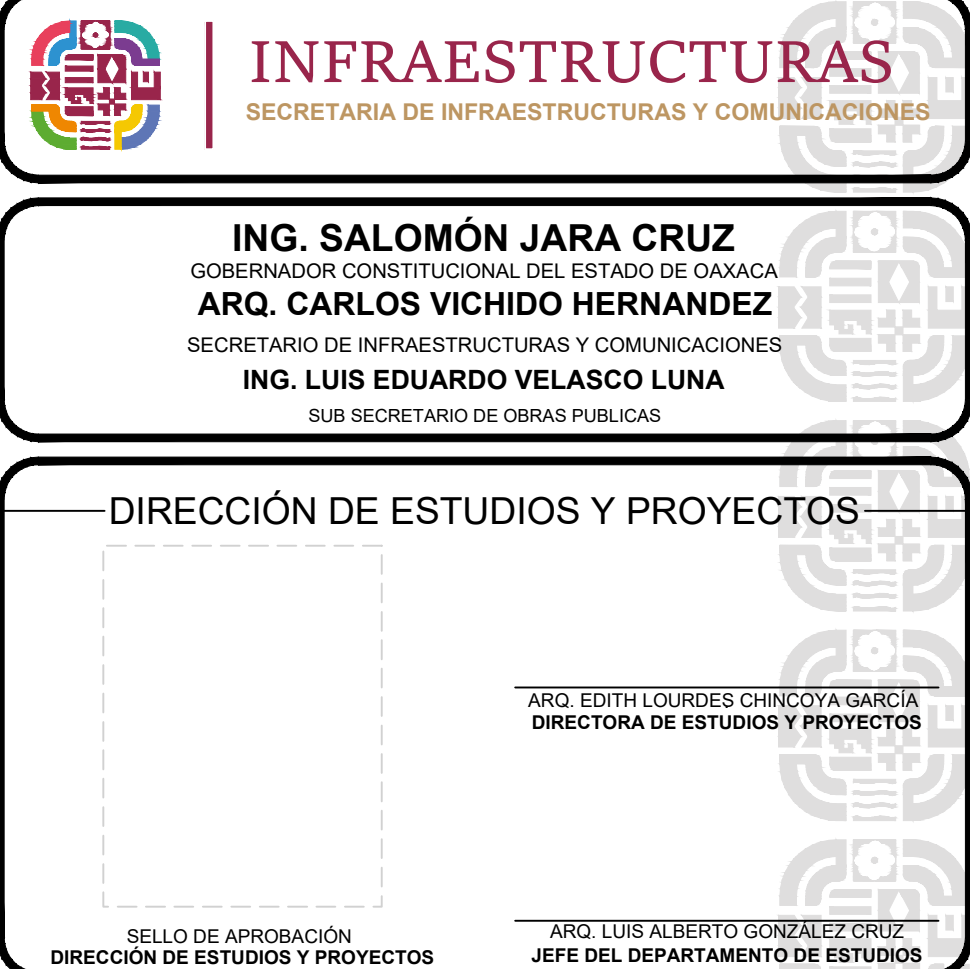 INFRAESTRUCTURAS
SECRETARIA DE INFRAESTRUCTURAS Y COMUNICACIONES
ING. SALOMÓN JARA CRUZ
GOBERNADOR CONSTITUCIONAL DEL ESTADO DE OAXACA
ARQ. CARLOS VICHIDO HERNANDEZ
SECRETARIO DE INFRAESTRUCTURAS Y COMUNICACIONES
ING. LUIS EDUARDO VELASCO LUNA
SUB SECRETARIO DE OBRAS PUBLICAS
DIRECCIÓN DE ESTUDIOS Y PROYECTOS
ARQ. EDITH LOURDES CHINCOYA GARCÍA
DIRECTORA DE ESTUDIOS Y PROYECTOS
SELLO DE APROBACIÓN
DIRECCIÓN DE ESTUDIOS Y PROYECTOS
ARQ. LUIS ALBERTO GONZÁLEZ CRUZ
JEFE DEL DEPARTAMENTO DE ESTUDIOS